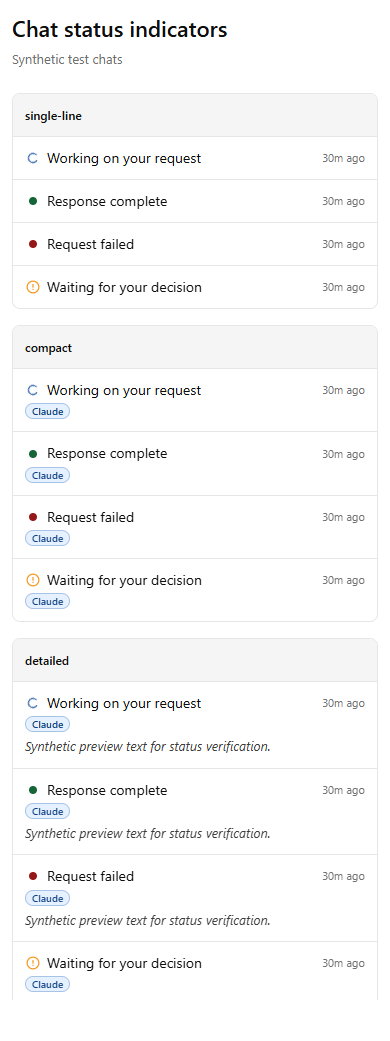 Chat status indicators
Synthetic test chats
single-line
Working on your request 30m ago
Response complete 30m ago
Request failed 30m ago
Waiting for your decision 30m ago
compact
Working on your request 30m ago
Claude
Response complete 30m ago
Claude
Request failed 30m ago
Claude
Waiting for your decision 30m ago
Claude
detailed
Working on your request 30m ago
Claude
Synthetic preview text for status verification.
Response complete 30m ago
Claude
Synthetic preview text for status verification.
Request failed 30m ago
Claude
Synthetic preview text for status verification.
Waiting for your decision 30m ago
Claude